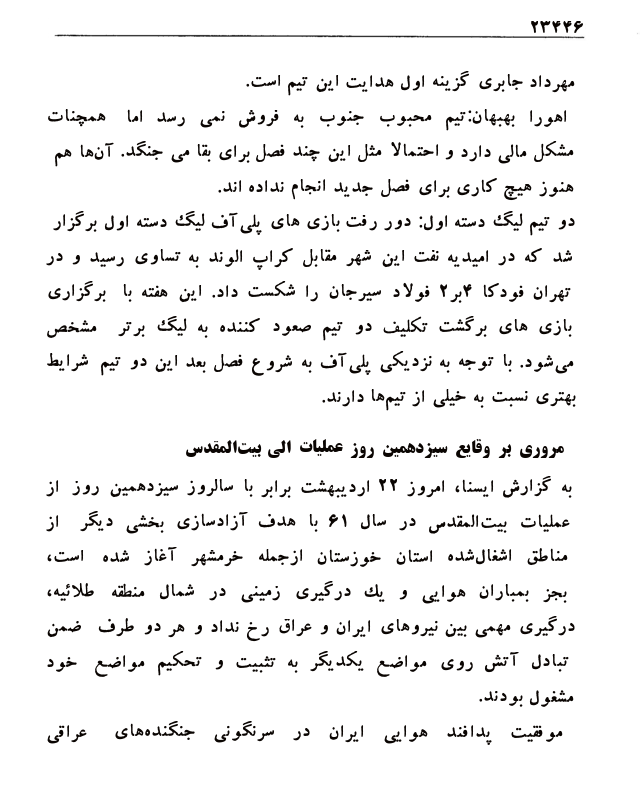 ۲۳۴۴۶
مهرداد جابری گزینه اول هدایت این تیم است.
اهورا بهبهان:تیم محبوب جنوب به فروش نمی رسد اما همچنات
مشکل مالی دارد و احتمالا مثل این چند فصل برای بقا می جنگد. آن‌ها هم
هنوز هیچ کاری برای فصل جدید انجام نداده اند.
دو تیم لیگ دسته اول: دور رفت بازی های پلی‌آف لیگ دسته اول برگزار
شد که در امیدیه نفت این شهر مقابل کراپ الوند به تساوی رسید و در
تهران فودکا ۴بر۲ فولاد سیرجان را شکست داد. این هفته با برگزاری
بازی های برگشت تکلیف دو تیم صعود کننده به لیگ برتر مشخص
می‌شود. با توجه به نزدیکی پلی‌آف به شروع فصل بعد این دو تیم شرایط
بهتری نسبت به خیلی از تیم‌ها دارند.
مروری بر وقایع سیزدهمین روز عملیات الی بیت‌المقدس
به گزارش ایسنا، امروز ۲۲ اردیبهشت برابر با سالروز سیزدهمین روز از
عملیات بیت‌المقدس در سال ۶۱ با هدف آزادسازی بخشی دیگر از
مناطق اشغال‌شده استان خوزستان ازجمله خرمشهر آغاز شده است،
بجز بمباران هوایی و یك درگیری زمینی در شمال منطقه طلائیه،
درگیری مهمی بین نیروهای ایران و عراق رخ نداد و هر دو طرف ضمن
تبادل آتش روی مواضع یکدیگر به تثبیت و تحکیم مواضع خود
مشغول بودند.
موفقیت پدافند هوایی ایران در سرنگونی جنگنده‌های عراقی